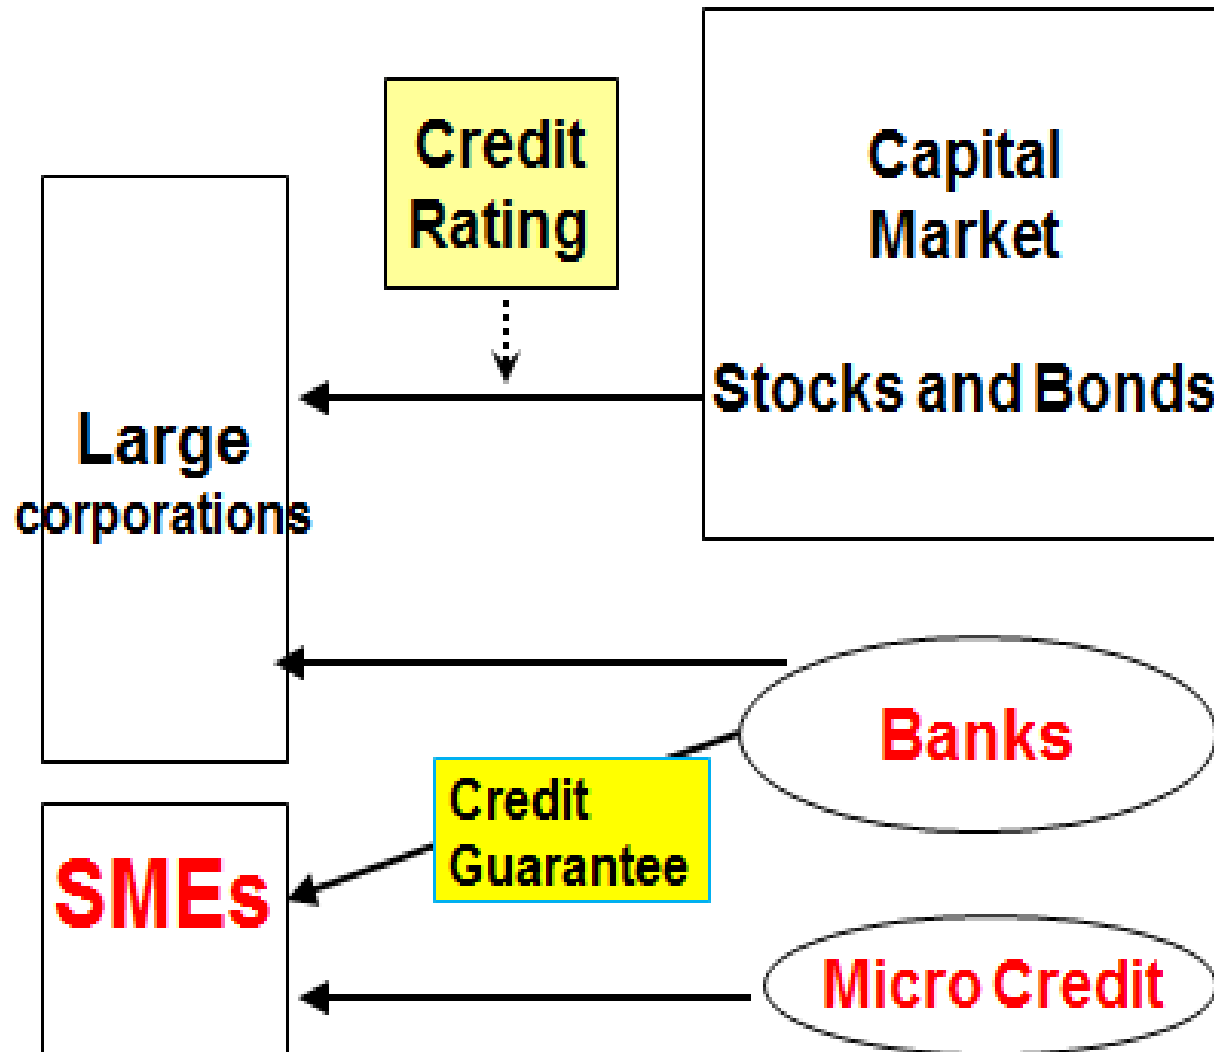 Credit
Rating
Capital
Market
Stocks and Bonds
Large
corporations
Banks
Credit
Guarantee
SMEs
Micro Credit